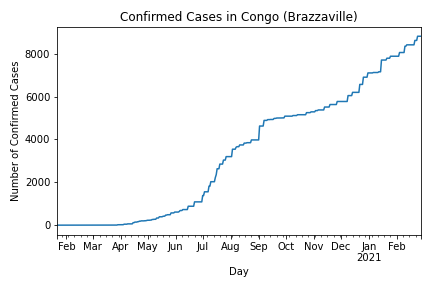 Confirmed Cases in Congo (Brazzaville)
Number of Confirmed Cases
8000
6000
4000
2000
0
Feb Mar Apr May Jun Jul Aug Sep Oct Nov Dec Jan Feb
2021
Day